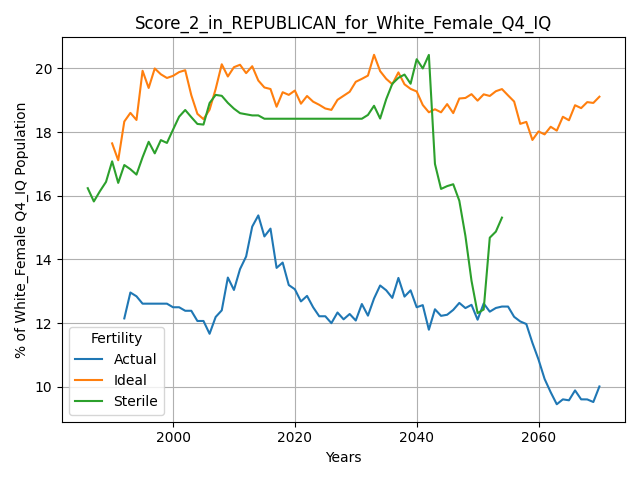 Score_2_in_REPUBLICAN_for_White_Female_Q4_IQ
% of White_Female Q4_IQ Population
20
18
16
14
12
10
Fertility
Actual
Ideal
Sterile
2000
2020
2040
2060
Years